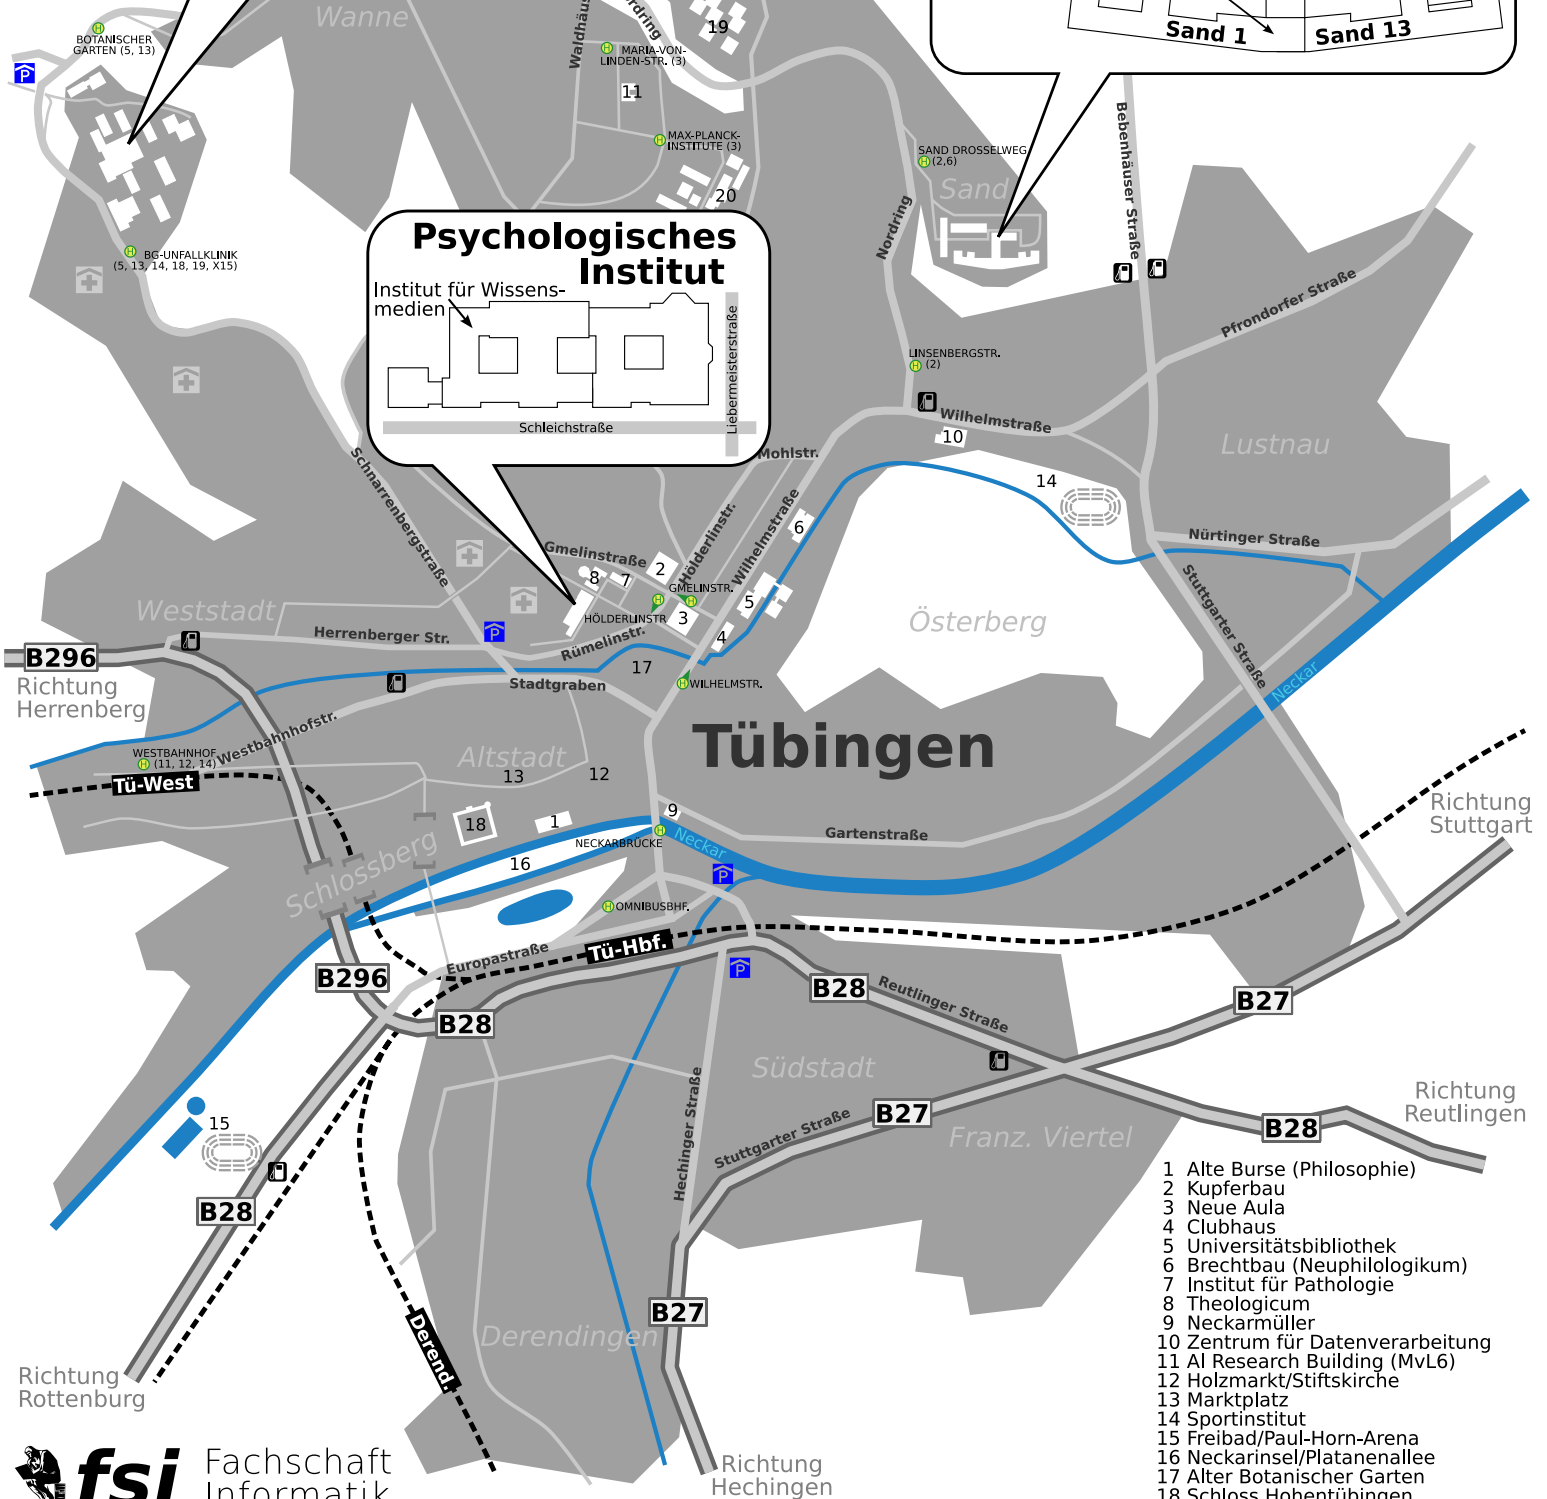 Wanne
BOTANISCHER
GARTEN (5, 13)
P
Waldhäus
rdring
19
MARIA-VON-
LINDEN-STR. (3)
11
MAX-PLANCK-
INSTITUTE (3)
20
Sand 1
Sand 13
SAND DROSSELWEG
(2,6)
Sand
Nordring
Bebenhäuser Straße
BG-UNFALLKLINIK
(5, 13, 14, 18, 19, X15)
Psychologisches
Institut
Institut für Wissens-
medien
Liebermeisterstraße
Schleichstraße
Pfrondorfer Straße
LINSENBERGSTR.
(2)
Wilhelmstraße
10
Lustnau
Mohlstr.
14
Schnarrenbergstraße
Hölderlinstr.
Wilhelmstraße
6
Gmelinstraße
2
8
7
GMELINSTR.
5
HÖLDERLINSTR
3
4
Nürtinger Straße
Stuttgarter Straße
Weststadt
Österberg
Herrenberger Str.
P
Rümelinstr.
17
B296
Richtung
Herrenberg
Stadtgraben
WILHELMSTR.
Neckar
Westbahnhofstr.
Tübingen
WESTBAHNHOF
(11, 12, 14)
Tü-West
Altstadt
13
12
18
1
9
NECKARBRÜCKE
Neckar
Gartenstraße
Richtung
Stuttgart
Schlossberg
16
P
OMNIBUSBHF.
Europastraße
Tü-Hbf.
P
B296
B28
B28
Reutlinger Straße
B27
Südstadt
B27
Stuttgarter Straße
Franz. Viertel
Hechinger Straße
Richtung
Reutlingen
B28
15
B28
B27
Derendingen
Derend.
Richtung
Rottenburg
Richtung
Hechingen
1 Alte Burse (Philosophie)
2 Kupferbau
3 Neue Aula
4 Clubhaus
5 Universitätsbibliothek
6 Brechtbau (Neuphilologikum)
7 Institut für Pathologie
8 Theologicum
9 Neckarmüller
10 Zentrum für Datenverarbeitung
11 AI Research Building (MvL6)
12 Holzmarkt/Stiftskirche
13 Marktplatz
14 Sportinstitut
15 Freibad/Paul-Horn-Arena
16 Neckarinsel/Platanenallee
17 Alter Botanischer Garten
18 Schloss Hohentübingen
fsi
Fachschaft
Informatik